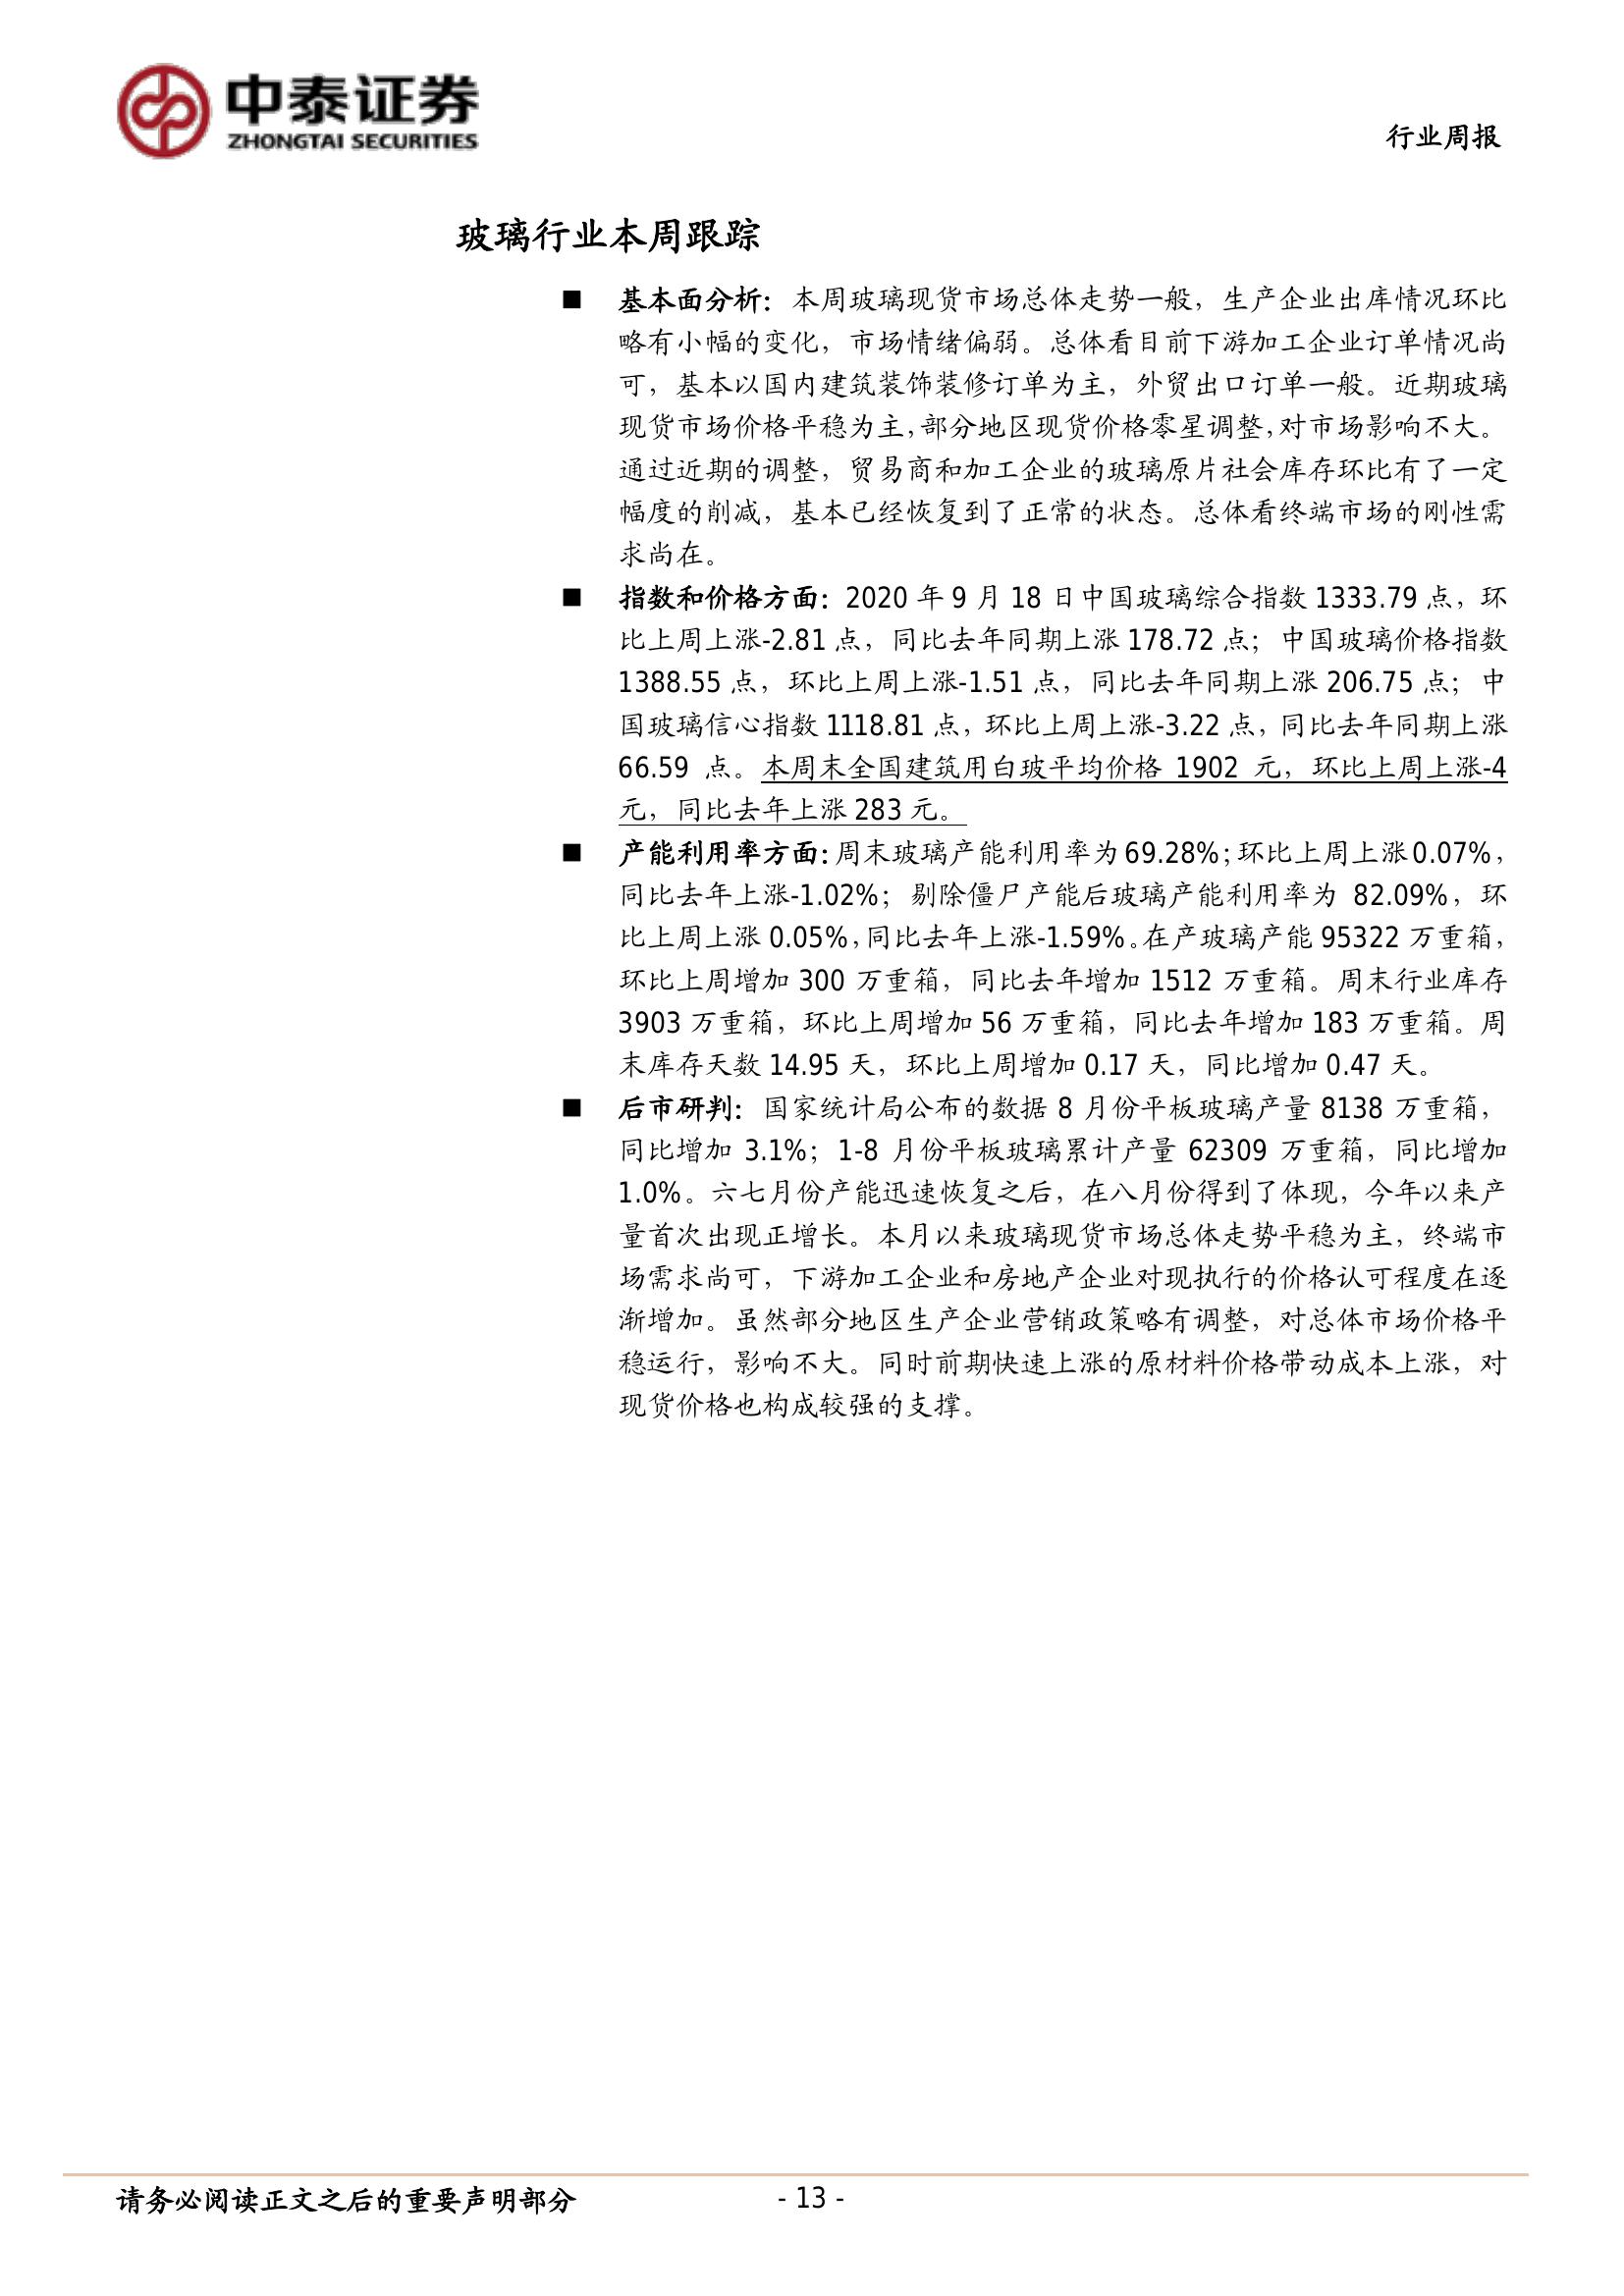 中泰证券
ZHONGTAI SECURITIES
行业周报
玻璃行业本周跟踪
■ 基本面分析：本周玻璃现货市场总体走势一般，生产企业出库情况环比
略有小幅的变化，市场情绪偏弱。总体看目前下游加工企业订单情况尚
可，基本以国内建筑装饰装修订单为主，外贸出口订单一般。近期玻璃
现货市场价格平稳为主，部分地区现货价格零星调整，对市场影响不大。
通过近期的调整，贸易商和加工企业的玻璃原片社会库存环比有了一定
幅度的削减，基本已经恢复到了正常的状态。总体看终端市场的刚性需
求尚在。
■ 指数和价格方面：2020 年 9 月 18 日中国玻璃综合指数 1333.79 点，环
比上周上涨-2.81 点，同比去年同期上涨 178.72 点；中国玻璃价格指数
1388.55 点，环比上周上涨-1.51 点，同比去年同期上涨 206.75 点；中
国玻璃信心指数 1118.81 点，环比上周上涨-3.22 点，同比去年同期上涨
66.59 点。本周末全国建筑用白玻平均价格 1902 元，环比上周上涨-4
元，同比去年上涨 283 元。
■ 产能利用率方面：周末玻璃产能利用率为 69.28%；环比上周上涨 0.07%，
同比去年上涨-1.02%；剔除僵尸产能后玻璃产能利用率为 82.09%，环
比上周上涨 0.05%，同比去年上涨-1.59%。在产玻璃产能 95322 万重箱，
环比上周增加 300 万重箱，同比去年增加 1512 万重箱。周末行业库存
3903 万重箱，环比上周增加 56 万重箱，同比去年增加 183 万重箱。周
末库存天数 14.95 天，环比上周增加 0.17 天，同比增加 0.47 天。
■ 后市研判：国家统计局公布的数据 8 月份平板玻璃产量 8138 万重箱，
同比增加 3.1%；1-8 月份平板玻璃累计产量 62309 万重箱，同比增加
1.0%。六七月份产能迅速恢复之后，在八月份得到了体现，今年以来产
量首次出现正增长。本月以来玻璃现货市场总体走势平稳为主，终端市
场需求尚可，下游加工企业和房地产企业对现执行的价格认可程度在逐
渐增加。虽然部分地区生产企业营销政策略有调整，对总体市场价格平
稳运行，影响不大。同时前期快速上涨的原材料价格带动成本上涨，对
现货价格也构成较强的支撑。
请务必阅读正文之后的重要声明部分
- 13 -